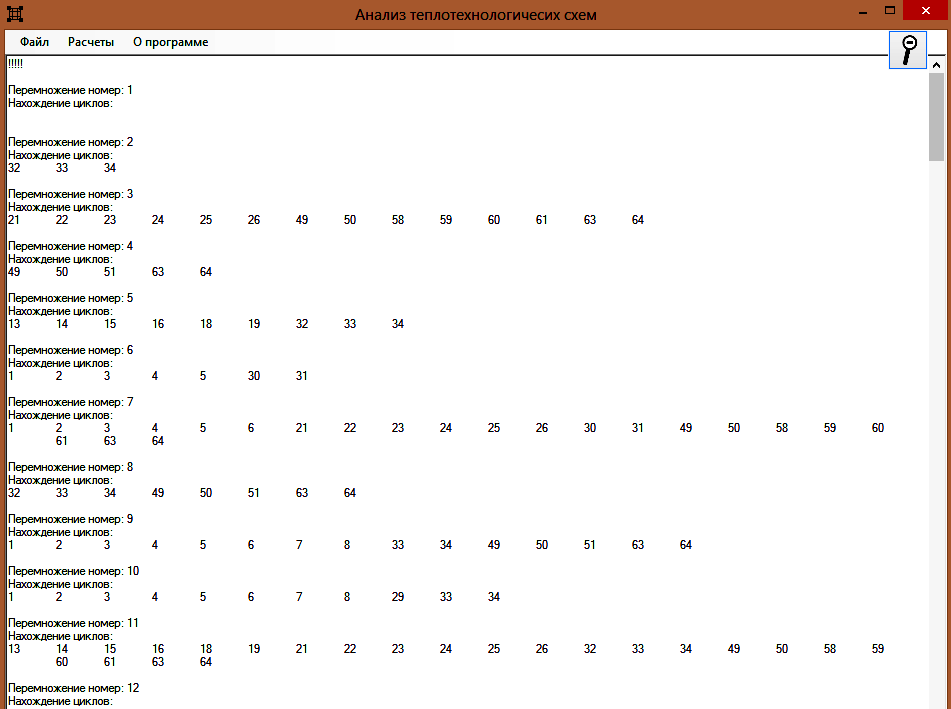 Анализ теплотехнологичесих схем
Файл Расчеты О программе
!!!!!
Перемножение номер: 1
Нахождение циклов:
Перемножение номер: 2
Нахождение циклов:
32 33 34
Перемножение номер: 3
Нахождение циклов:
21 22 23 24 25 26 49 50 58 59 60 61 63 64
Перемножение номер: 4
Нахождение циклов:
49 50 51 63 64
Перемножение номер: 5
Нахождение циклов:
13 14 15 16 18 19 32 33 34
Перемножение номер: 6
Нахождение циклов:
1 2 3 4 5 30 31
Перемножение номер: 7
Нахождение циклов:
1 2 3 4 5 6 21 22 23 24 25 26 30 31 49 50 58 59 60
61 63 64
Перемножение номер: 8
Нахождение циклов:
32 33 34 49 50 51 63 64
Перемножение номер: 9
Нахождение циклов:
1 2 3 4 5 6 7 8 33 34 49 50 51 63 64
Перемножение номер: 10
Нахождение циклов:
1 2 3 4 5 6 7 8 29 33 34
Перемножение номер: 11
Нахождение циклов:
13 14 15 16 18 19 21 22 23 24 25 26 32 33 34 49 50 58 59
60 61 63 64
Перемножение номер: 12
Нахождение циклов: